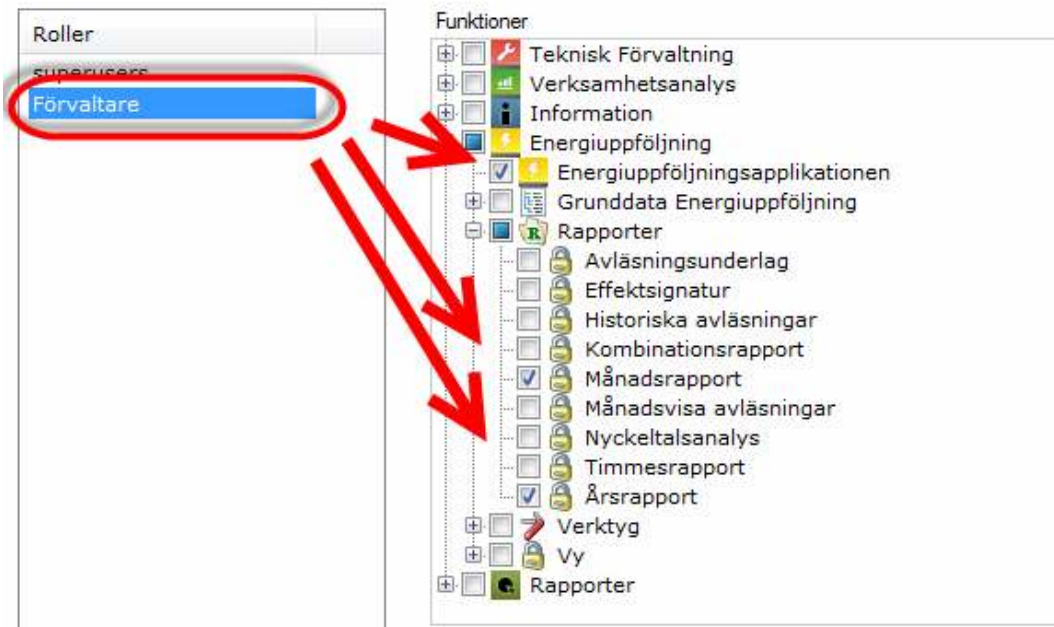 Roller
superusers
Förvaltare
Funktioner
Teknisk Förvaltning
Verksamhetsanalys
Information
Energiuppföljning
Energiuppföljningsapplikationen
Grunddata Energiuppföljning
Rapporter
Avläsningsunderlag
Effektsignatur
Historiska avläsningar
Kombinationsrapport
Månadsrapport
Månadsvisa avläsningar
Nyckeltalsanalys
Timmesrapport
Årsrapport
Verktyg
Vy
Rapporter